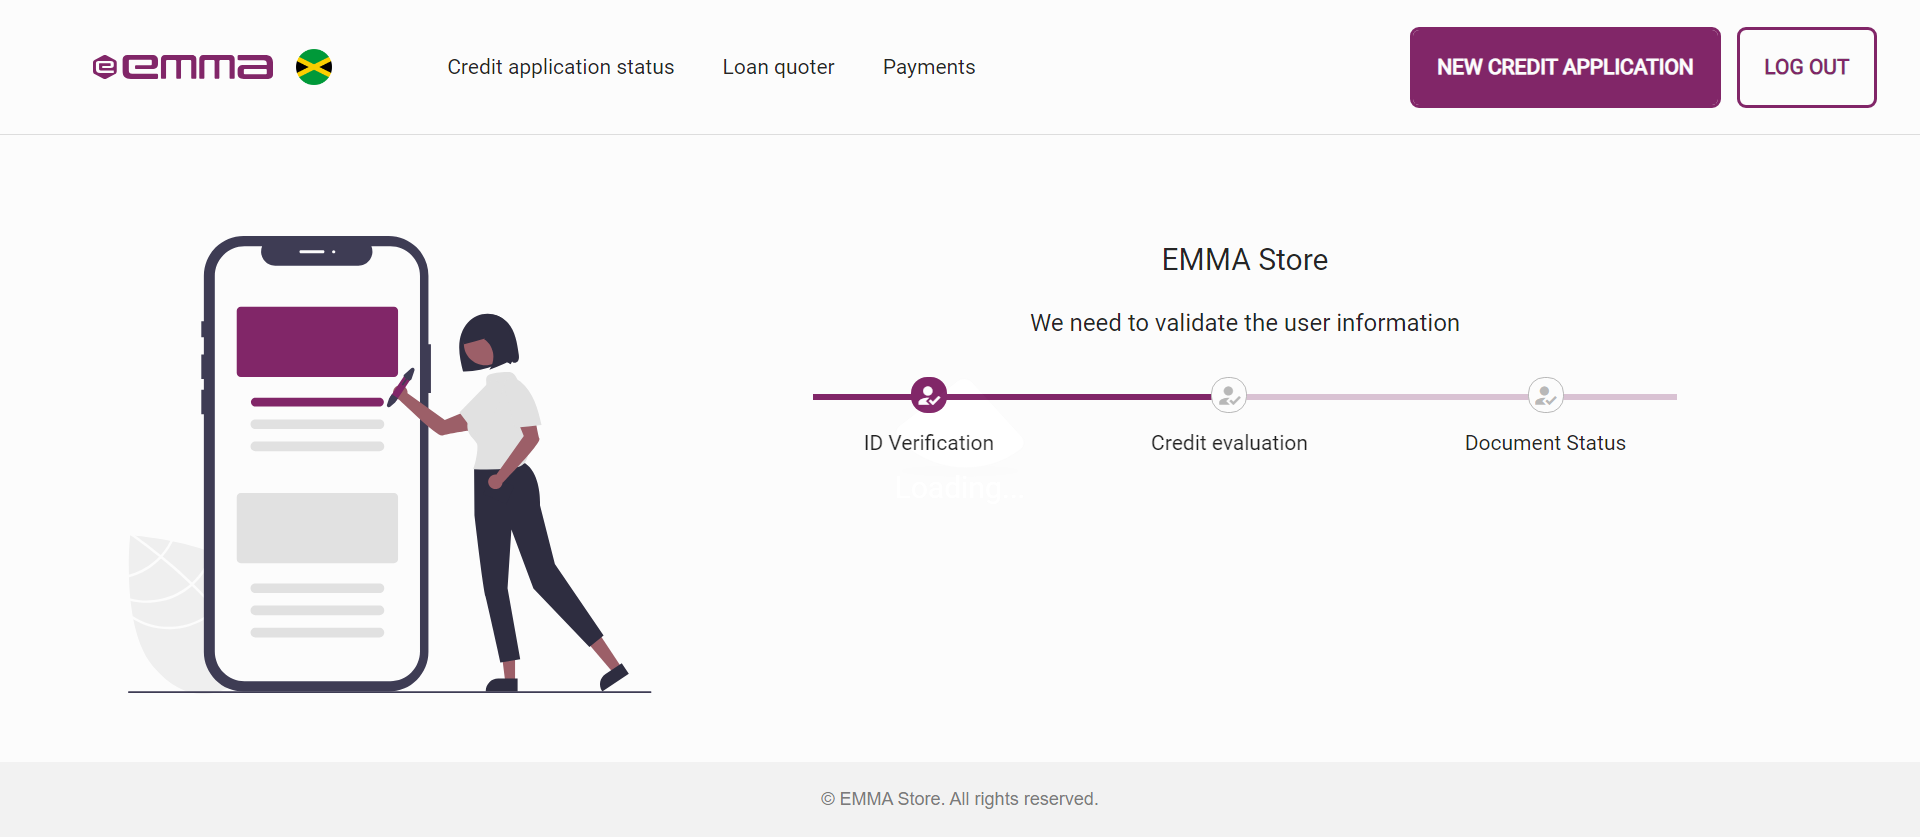 emma
Credit application status
Loan quoter
Payments
NEW CREDIT APPLICATION
LOG OUT
EMMA Store
We need to validate the user information
ID Verification
Credit evaluation
Document Status
Loading...
© EMMA Store. All rights reserved.